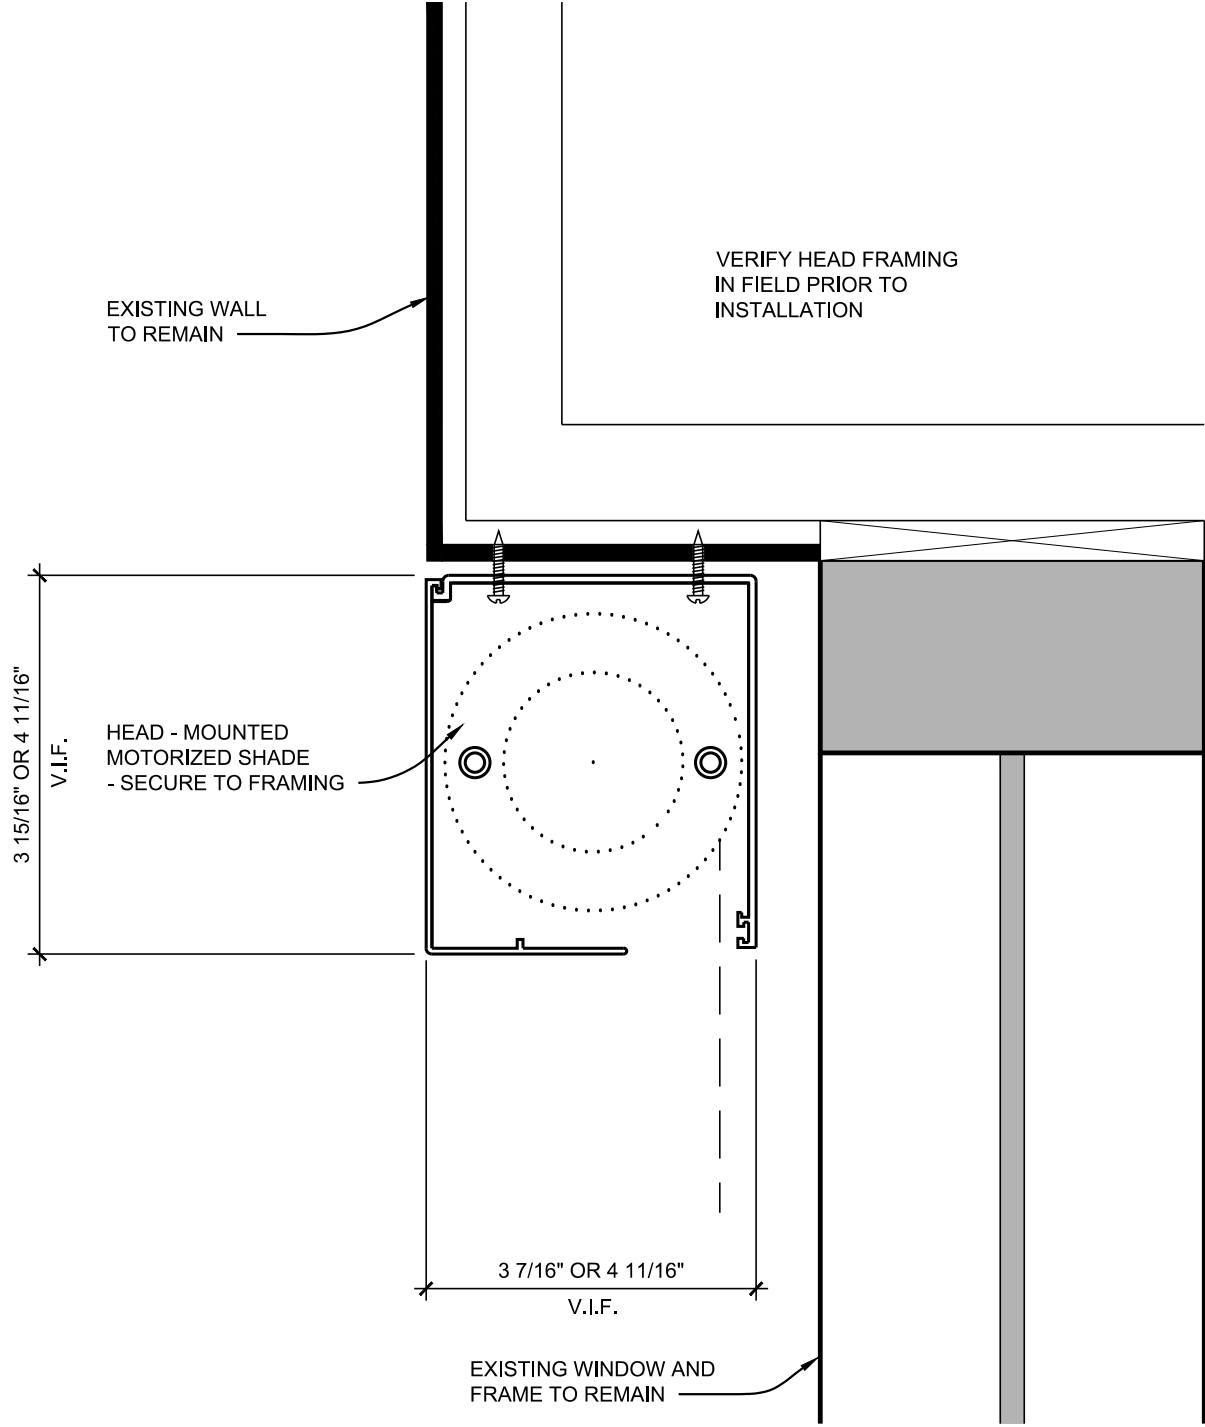 VERIFY HEAD FRAMING
IN FIELD PRIOR TO
INSTALLATION
EXISTING WALL
TO REMAIN
3 15/16" OR 4 11/16"
V.I.F.
HEAD - MOUNTED
MOTORIZED SHADE
- SECURE TO FRAMING
3 7/16" OR 4 11/16"
V.I.F.
EXISTING WINDOW AND
FRAME TO REMAIN